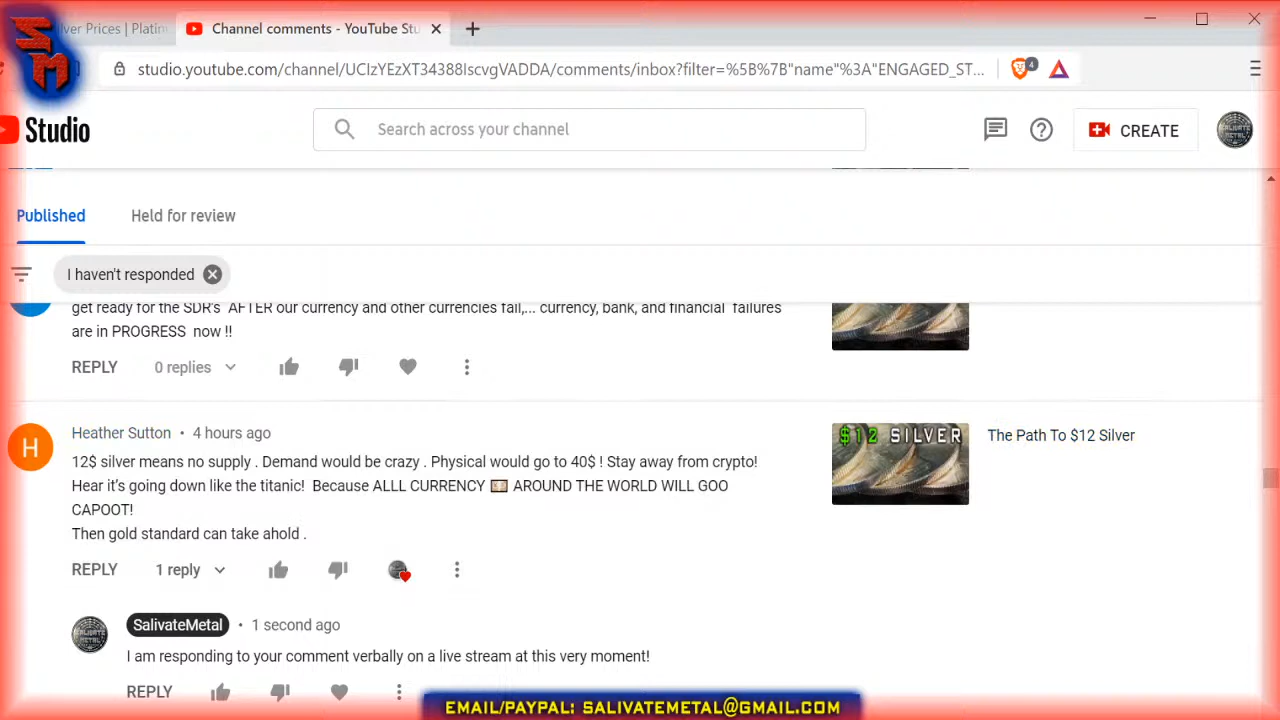 SM
lver Prices | Platin
Channel comments - YouTube Stu
studio.youtube.com/channel/UCIzYEzXT34388lscvgVADDA/comments/inbox?filter=%5B%7B"name"%3A"ENGAGED_ST...
4
Studio
Search across your channel
CREATE
Published
Held for review
I haven't responded
get ready for the SDR's AFTER our currency and other currencies fail,... currency, bank, and financial failures
are in PROGRESS now !!
REPLY
0 replies
H
Heather Sutton • 4 hours ago
12$ silver means no supply . Demand would be crazy . Physical would go to 40$ ! Stay away from crypto!
Hear it's going down like the titanic! Because ALLL CURRENCY 💴 AROUND THE WORLD WILL GOO
CAPOOT!
Then gold standard can take ahold .
$12 SILVER
The Path To $12 Silver
REPLY
1 reply
SalivateMetal • 1 second ago
I am responding to your comment verbally on a live stream at this very moment!
REPLY
EMAIL/PAYPAL: SALIVATEMETAL@GMAIL.COM